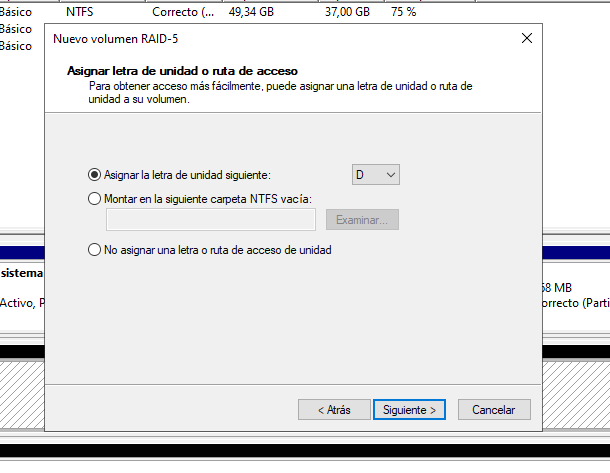 Básico NTFS Correcto (... 49,34 GB 37,00 GB 75 %
Básico
Básico
Nuevo volumen RAID-5
Asignar letra de unidad o ruta de acceso
Para obtener acceso más fácilmente, puede asignar una letra de unidad o ruta de
unidad a su volumen.
Asignar la letra de unidad siguiente: D
Montar en la siguiente carpeta NTFS vacía:
Examinar...
No asignar una letra o ruta de acceso de unidad
sistema
Activo, P
68 MB
orrecto (Parti
< Atrás Siguiente > Cancelar